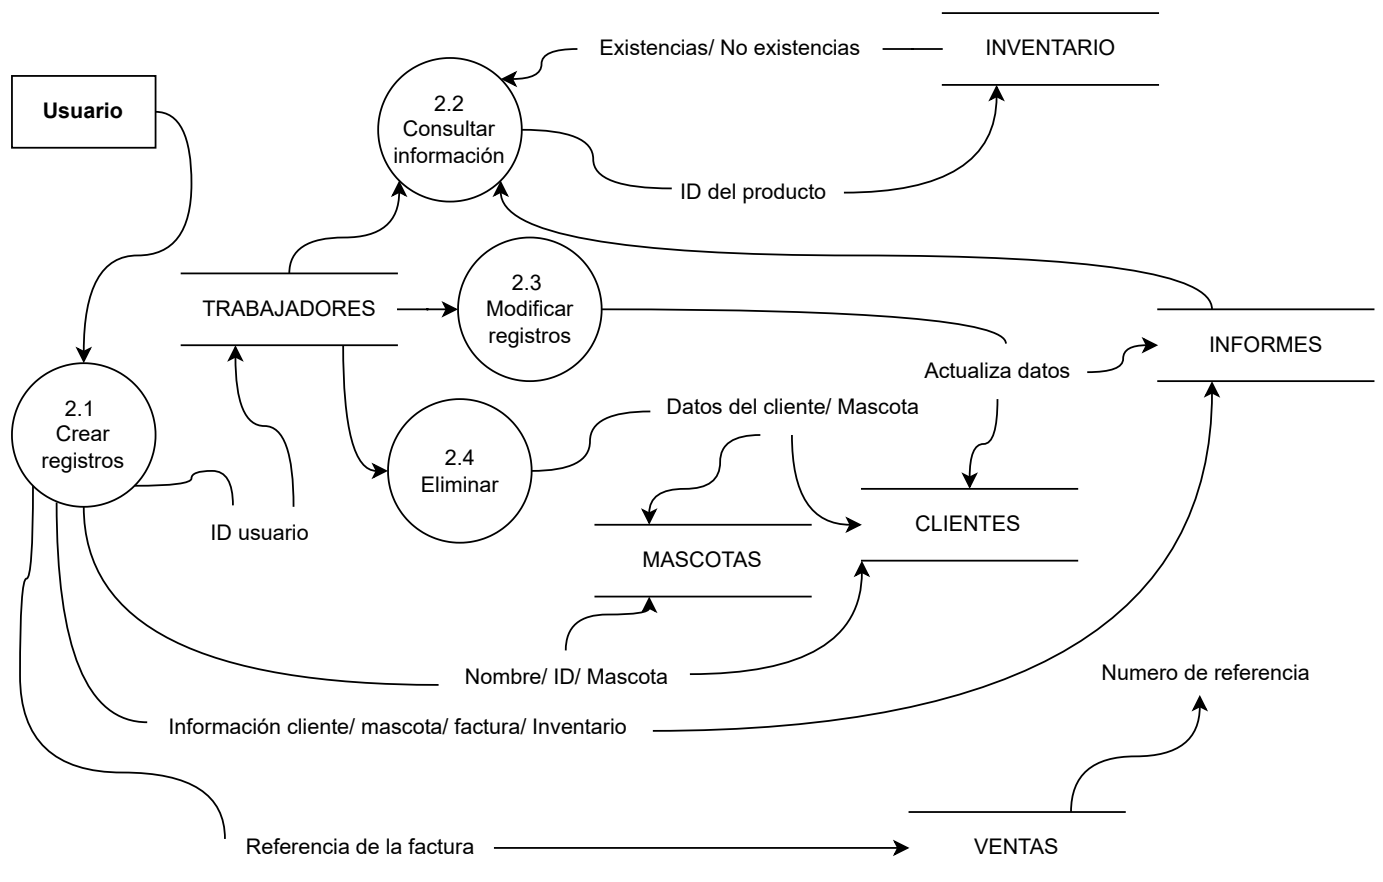 Existencias/ No existencias
INVENTARIO
Usuario
2.2
Consultar
información
ID del producto
TRABAJADORES
2.3
Modificar
registros
INFORMES
Actualiza datos
2.1
Crear
registros
Datos del cliente/ Mascota
2.4
Eliminar
ID usuario
CLIENTES
MASCOTAS
Nombre/ ID/ Mascota
Numero de referencia
Información cliente/ mascota/ factura/ Inventario
Referencia de la factura
VENTAS